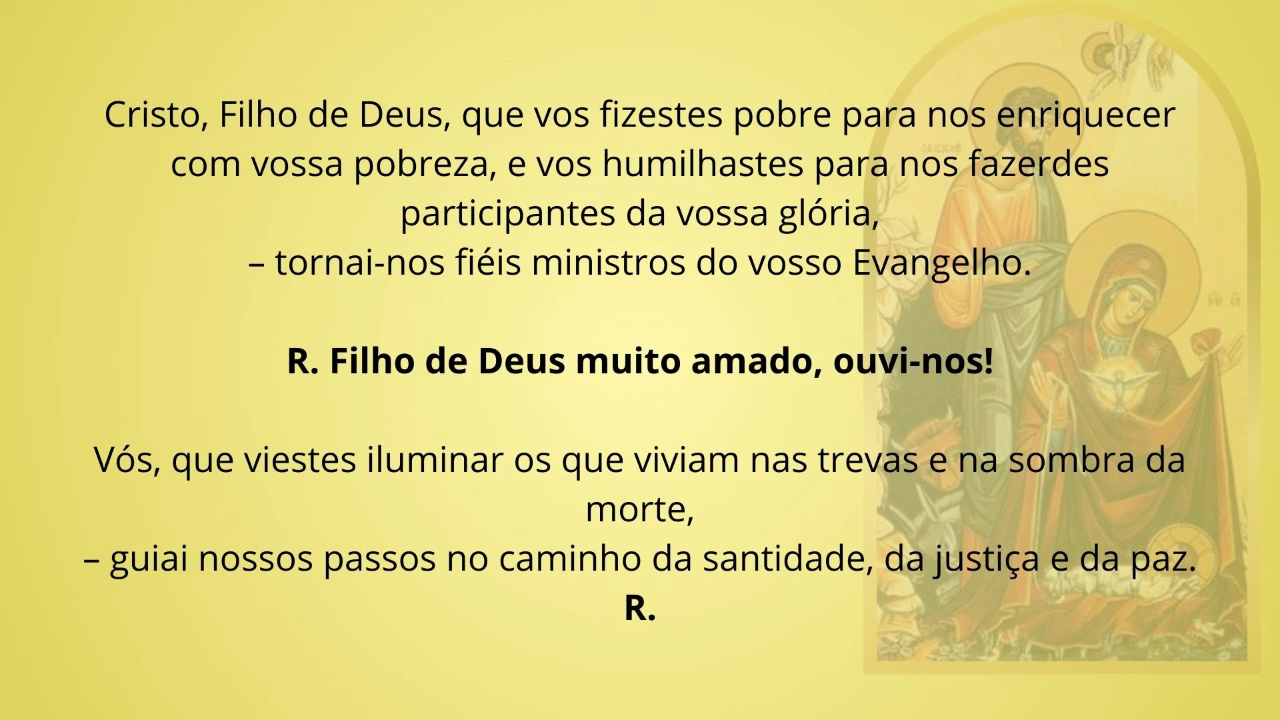 Cristo, Filho de Deus, que vos fizestes pobre para nos enriquecer
com vossa pobreza, e vos humilhastes para nos fazerdes
participantes da vossa glória,
– tornai-nos fiéis ministros do vosso Evangelho.
R. Filho de Deus muito amado, ouvi-nos!
Vós, que viestes iluminar os que viviam nas trevas e na sombra da
morte,
– guiai nossos passos no caminho da santidade, da justiça e da paz.
R.